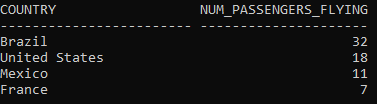 COUNTRY NUM_PASSENGERS_FLYING
------------------------ ---------------------
Brazil 32
United States 18
Mexico 11
France 7